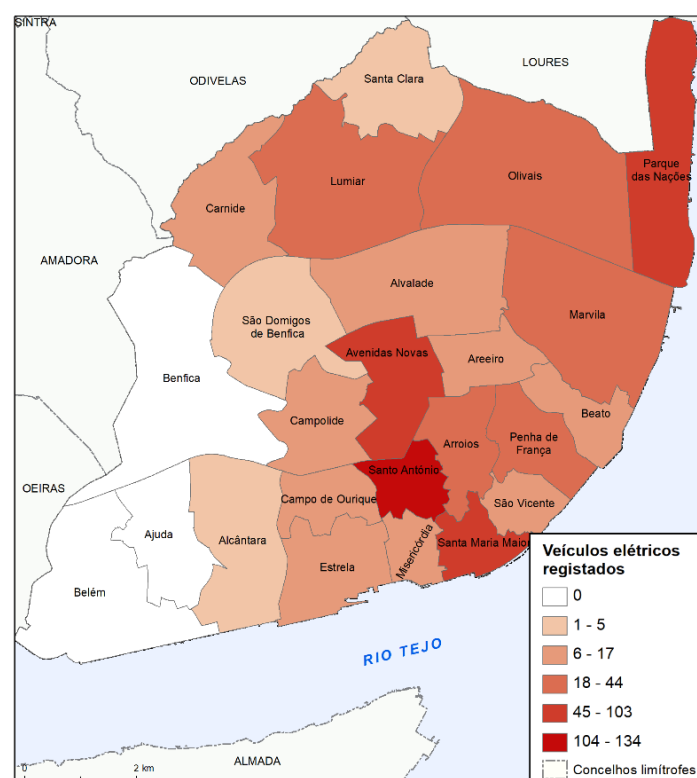 SINTRA
ODIVELAS
LOURES
Santa Clara
Parque
das Nações
Lumiar
Olivais
Carnide
AMADORA
Alvalade
São Domigos
de Benfica
Marvila
Avenidas Novas
Areeiro
Benfica
Beato
Campolide
Arroios
Penha de
França
Santo António
OEIRAS
Campo de Ourique
São Vicente
Ajuda
Alcântara
Santa Maria Maior
Misericórdia
Estrela
Belém
RIO TEJO
Veículos elétricos
registados
0
1 - 5
6 - 17
18 - 44
45 - 103
104 - 134
Concelhos limítrofes
ALMADA
2 km